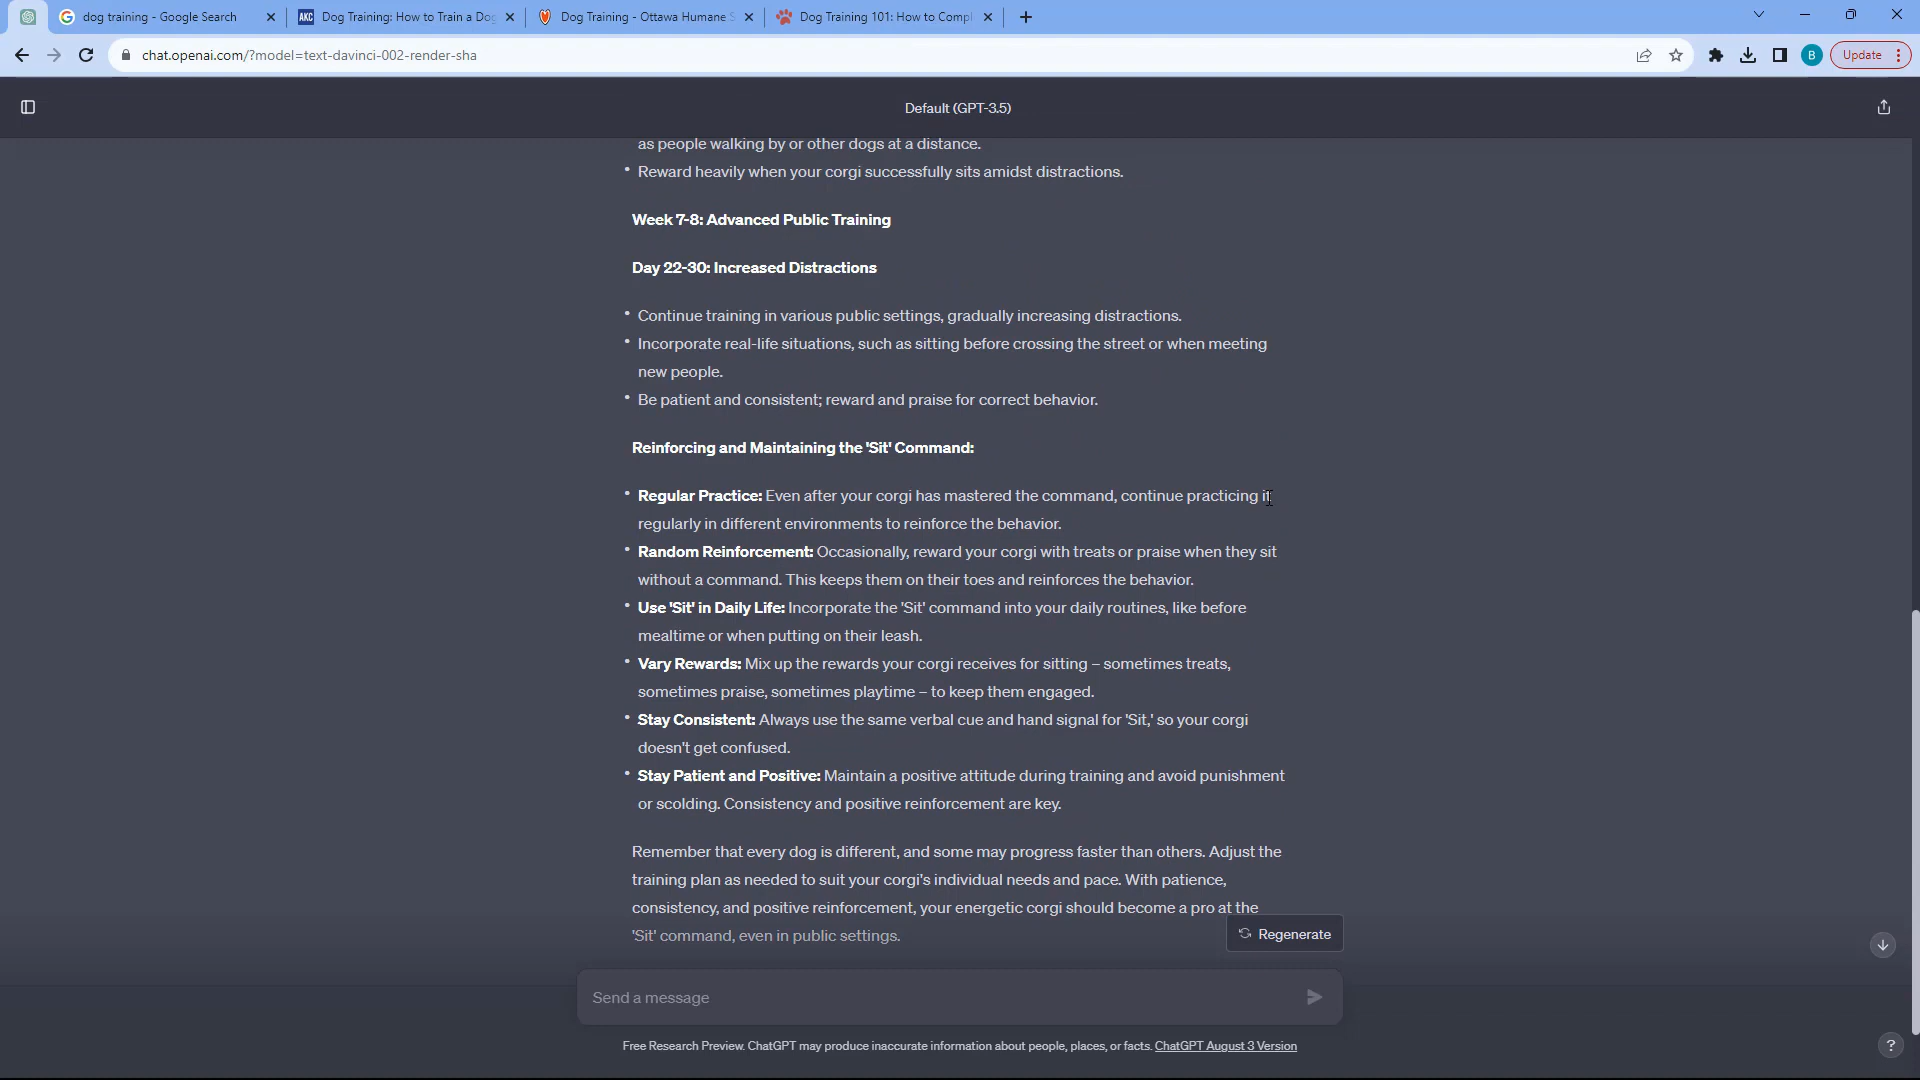 dog training - Google Search
AKC Dog Training: How to Train a Dog
Dog Training - Ottawa Humane S
Dog Training 101: How to Compl
chat.openai.com/?model=text-davinci-002-render-sha
B
Update
Default (GPT-3.5)
as people walking by or other dogs at a distance.
• Reward heavily when your corgi successfully sits amidst distractions.
Week 7-8: Advanced Public Training
Day 22-30: Increased Distractions
• Continue training in various public settings, gradually increasing distractions.
• Incorporate real-life situations, such as sitting before crossing the street or when meeting
new people.
• Be patient and consistent; reward and praise for correct behavior.
Reinforcing and Maintaining the 'Sit' Command:
• Regular Practice: Even after your corgi has mastered the command, continue practicing it
regularly in different environments to reinforce the behavior.
• Random Reinforcement: Occasionally, reward your corgi with treats or praise when they sit
without a command. This keeps them on their toes and reinforces the behavior.
• Use 'Sit' in Daily Life: Incorporate the 'Sit' command into your daily routines, like before
mealtime or when putting on their leash.
• Vary Rewards: Mix up the rewards your corgi receives for sitting – sometimes treats,
sometimes praise, sometimes playtime – to keep them engaged.
• Stay Consistent: Always use the same verbal cue and hand signal for 'Sit,' so your corgi
doesn't get confused.
• Stay Patient and Positive: Maintain a positive attitude during training and avoid punishment
or scolding. Consistency and positive reinforcement are key.
Remember that every dog is different, and some may progress faster than others. Adjust the
training plan as needed to suit your corgi's individual needs and pace. With patience,
consistency, and positive reinforcement, your energetic corgi should become a pro at the
'Sit' command, even in public settings.
Regenerate
Send a message
Free Research Preview. ChatGPT may produce inaccurate information about people, places, or facts. ChatGPT August 3 Version
?